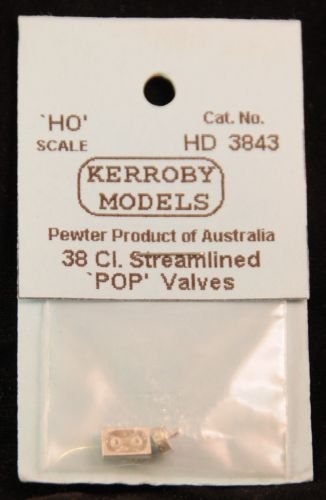 'HO' Cat. No.
SCALE HD 3843
KERROBY
MODELS
Pewter Product of Australia
38 Cl. Streamlined
'POP' Valves